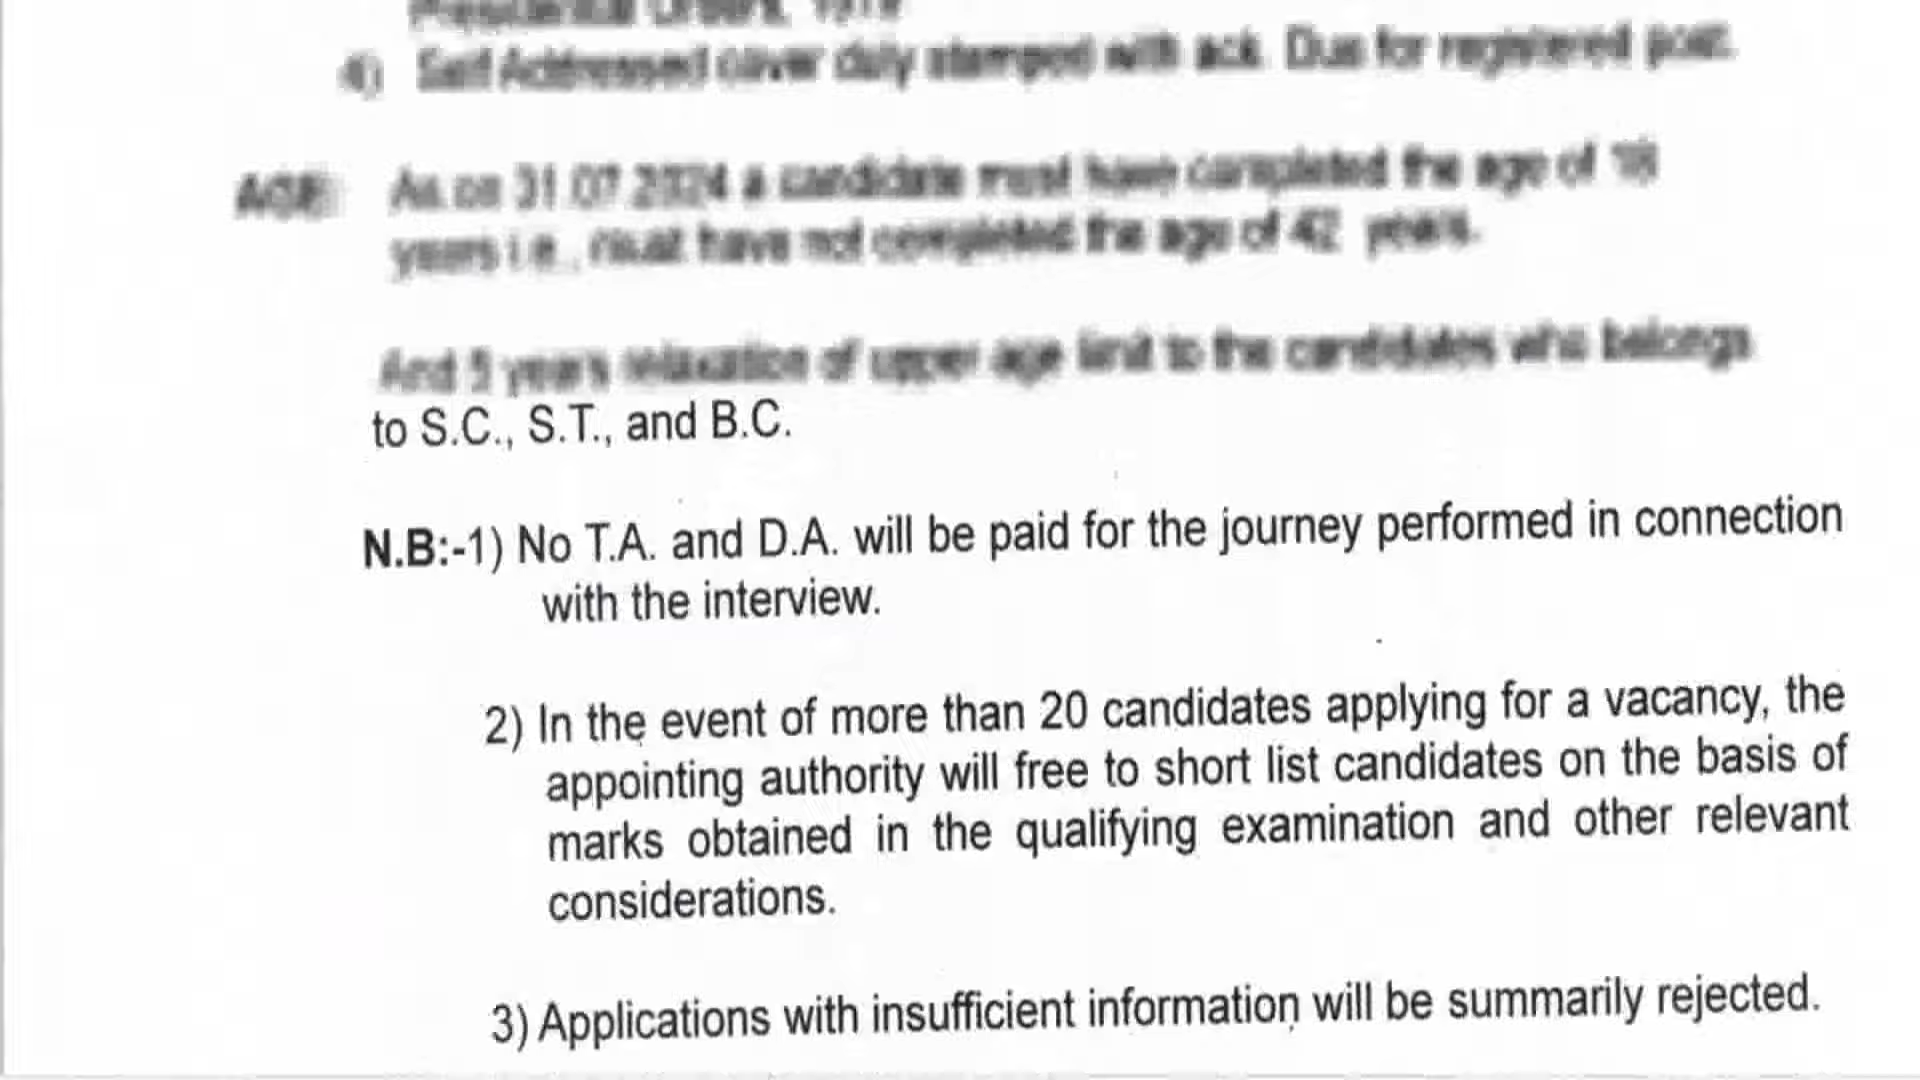 4) Self Addressed cover duly stamped with ack. Due for registered post.
AGE: As on 31.07.2024 a candidate must have completed the age of 18
years i.e., must have not completed the age of 42 years.
And 5 years relaxation of upper age limit to the candidates who belongs
to S.C., S.T., and B.C.
N.B:-1) No T.A. and D.A. will be paid for the journey performed in connection
with the interview.
2) In the event of more than 20 candidates applying for a vacancy, the
appointing authority will free to short list candidates on the basis of
marks obtained in the qualifying examination and other relevant
considerations.
3) Applications with insufficient information will be summarily rejected.